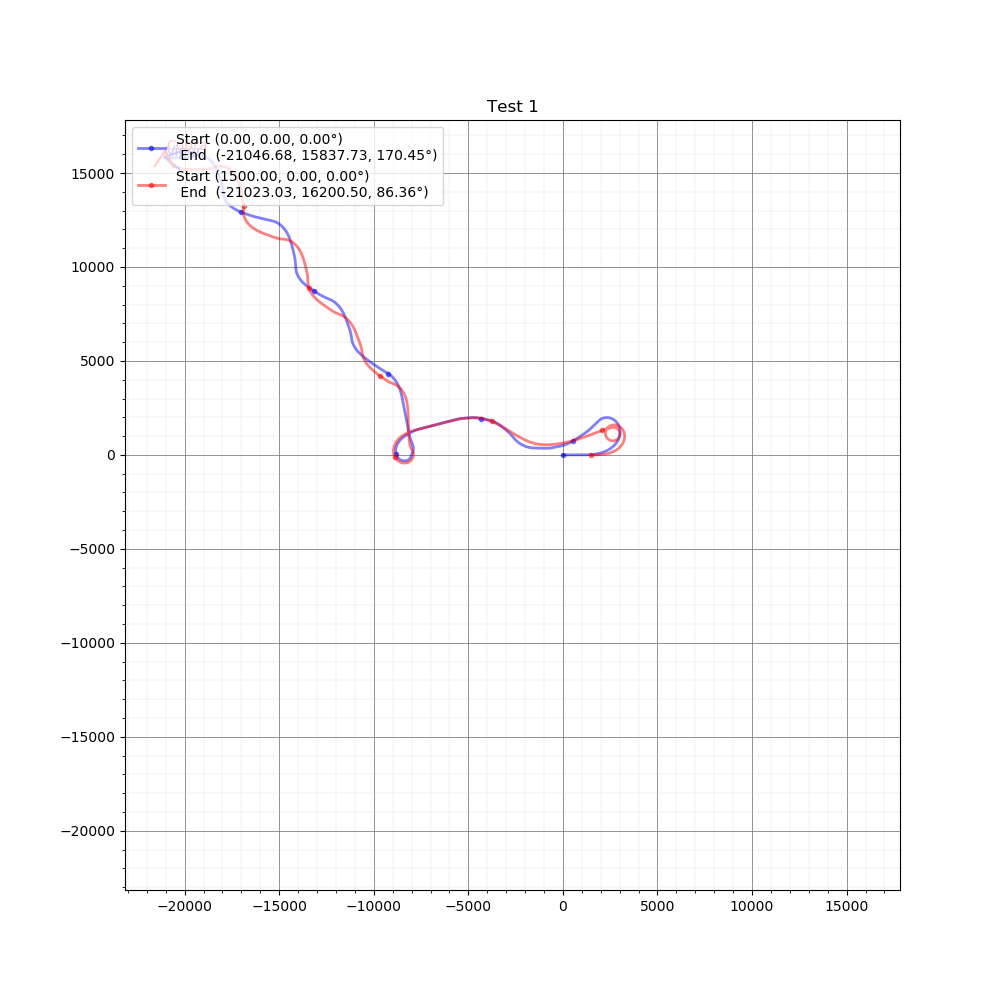 Test 1
Start (0.00, 0.00, 0.00°)
End (-21046.68, 15837.73, 170.45°)
Start (1500.00, 0.00, 0.00°)
End (-21023.03, 16200.50, 86.36°)
15000
10000
5000
0
−5000
−10000
−15000
−20000
−20000 −15000 −10000 −5000 0 5000 10000 15000